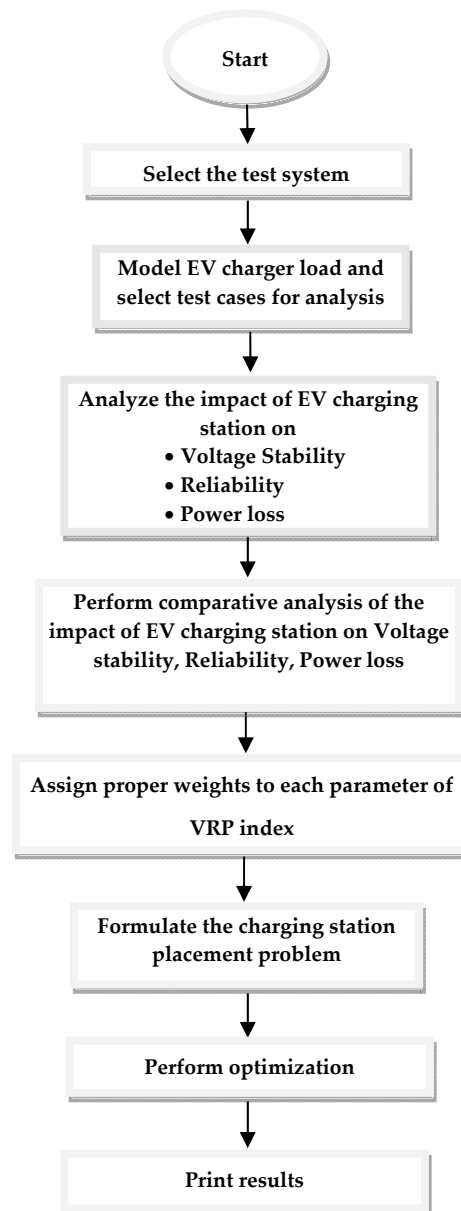 Start
Select the test system
Model EV charger load and
select test cases for analysis
Analyze the impact of EV charging
station on
• Voltage Stability
• Reliability
• Power loss
Perform comparative analysis of the
impact of EV charging station on Voltage
stability, Reliability, Power loss
Assign proper weights to each parameter of
VRP index
Formulate the charging station
placement problem
Perform optimization
Print results